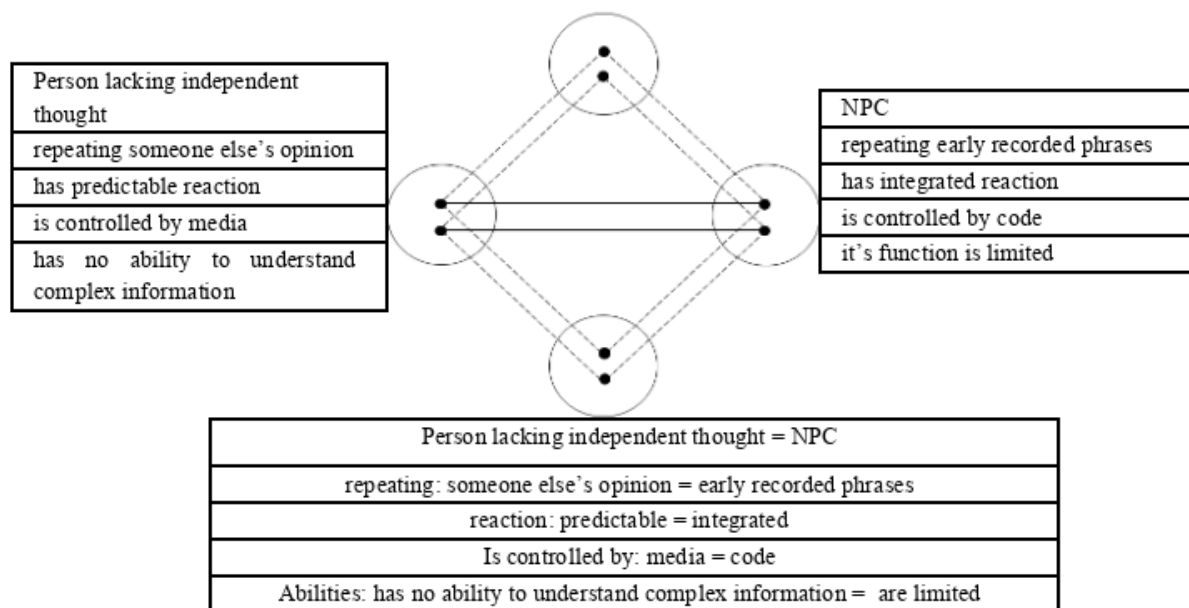 Person lacking independent
thought
repeating someone else's opinion
has predictable reaction
is controlled by media
has no ability to understand
complex information
NPC
repeating early recorded phrases
has integrated reaction
is controlled by code
it's function is limited
Person lacking independent thought = NPC
repeating: someone else's opinion = early recorded phrases
reaction: predictable = integrated
Is controlled by: media = code
Abilities: has no ability to understand complex information = are limited